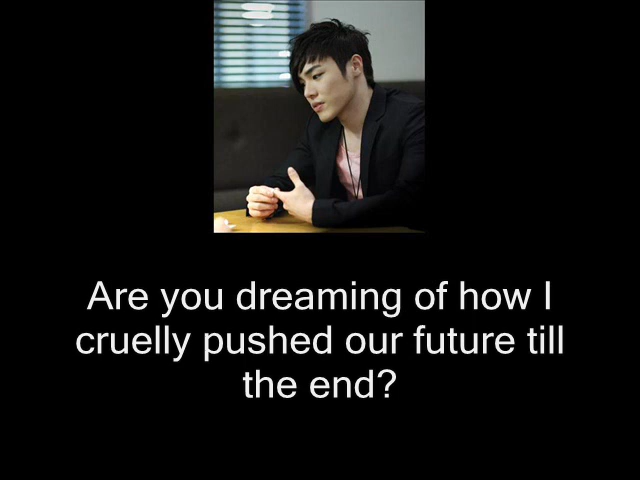 Are you dreaming of how I
cruelly pushed our future till
the end?